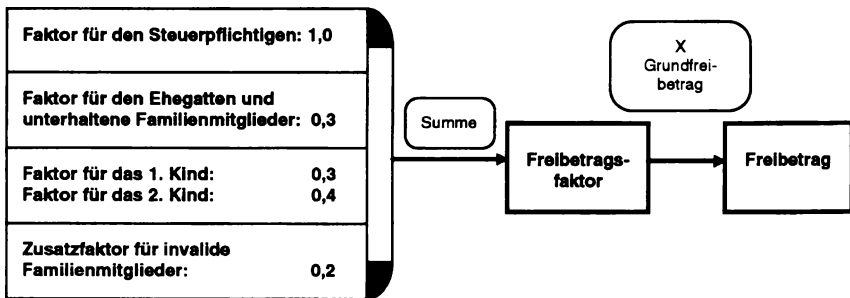 Faktor für den Steuerpflichtigen: 1,0
Faktor für den Ehegatten und
unterhaltene Familienmitglieder: 0,3
Faktor für das 1. Kind: 0,3
Faktor für das 2. Kind: 0,4
Zusatzfaktor für invalide
Familienmitglieder: 0,2
Summe
Freibetrags-
faktor
X
Grundfrei-
betrag
Freibetrag